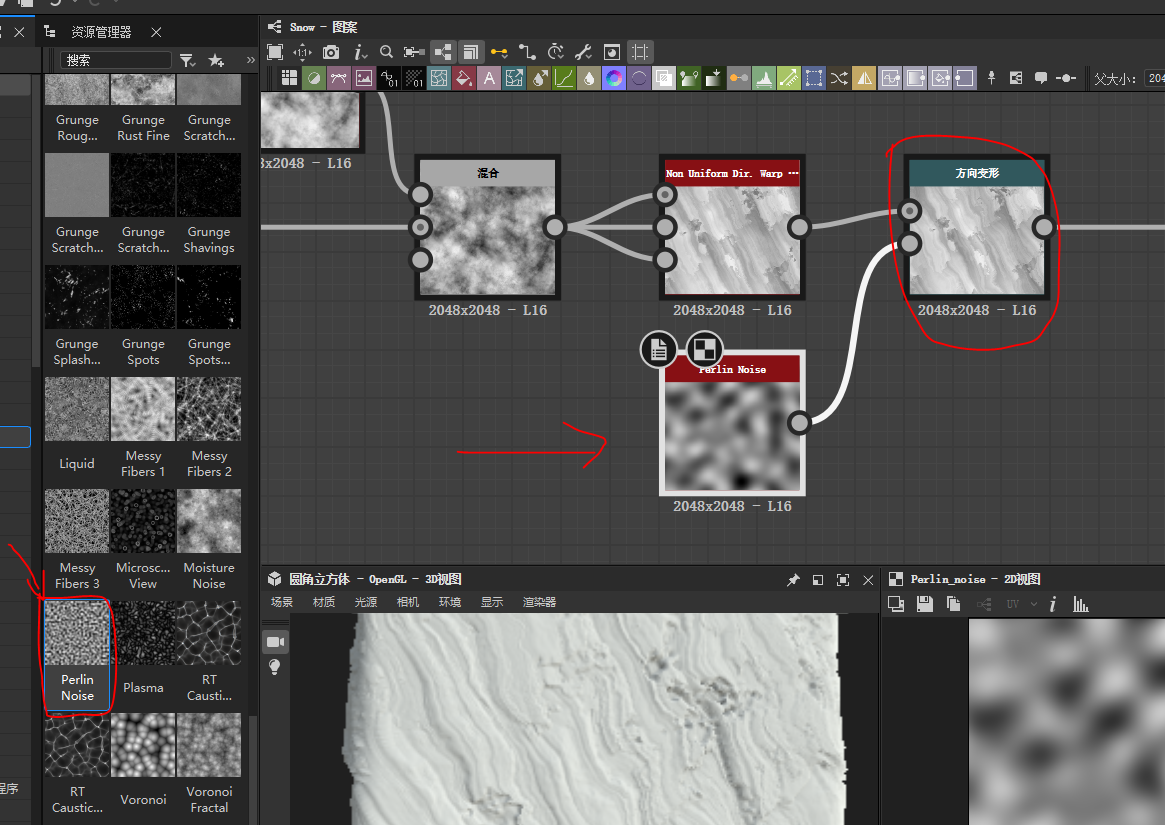 资源管理器
Snow - 图案
搜索
»
1:1
01
01
A
父大小:
204
Grunge Roug...
Grunge Rust Fine
Grunge Scratch...
Grunge Scratch...
Grunge Scratch...
Grunge Shavings
Grunge Splash...
Grunge Spots
Grunge Spots...
Liquid
Messy Fibers 1
Messy Fibers 2
Messy Fibers 3
Microsc... View
Moisture Noise
Perlin Noise
Plasma
RT Causti...
RT Caustic...
Voronoi
Voronoi Fractal
程序
x2048 - L16
混合
2048x2048 - L16
Non Uniform Dir. Warp ...
2048x2048 - L16
方向变形
2048x2048 - L16
Perlin Noise
2048x2048 - L16
圆角立方体 - OpenGL - 3D视图
场景 材质 光源 相机 环境 显示 渲染器
Perlin_noise - 2D视图
UV